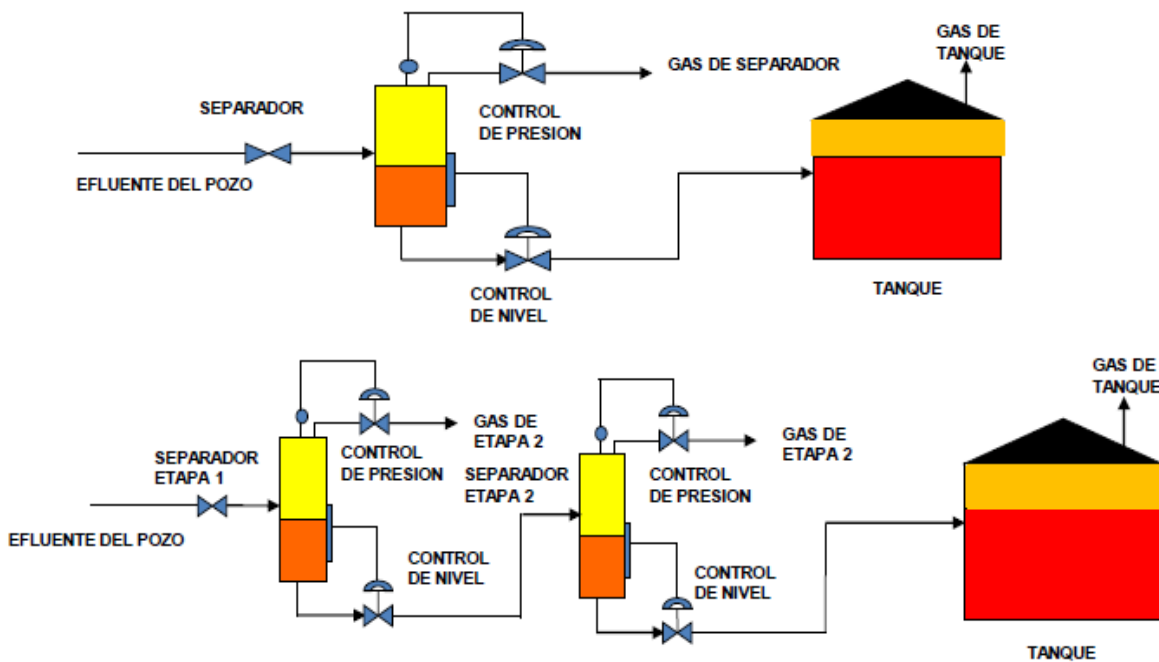 GAS DE
TANQUE
GAS DE SEPARADOR
SEPARADOR
CONTROL
DE PRESION
EFLUENTE DEL POZO
TANQUE
CONTROL
DE NIVEL
GAS DE
TANQUE
GAS DE
ETAPA 2
GAS DE
ETAPA 2
SEPARADOR
ETAPA 1
CONTROL
DE PRESION
SEPARADOR
ETAPA 2
CONTROL
DE PRESION
EFLUENTE DEL POZO
CONTROL
DE NIVEL
CONTROL
DE NIVEL
TANQUE